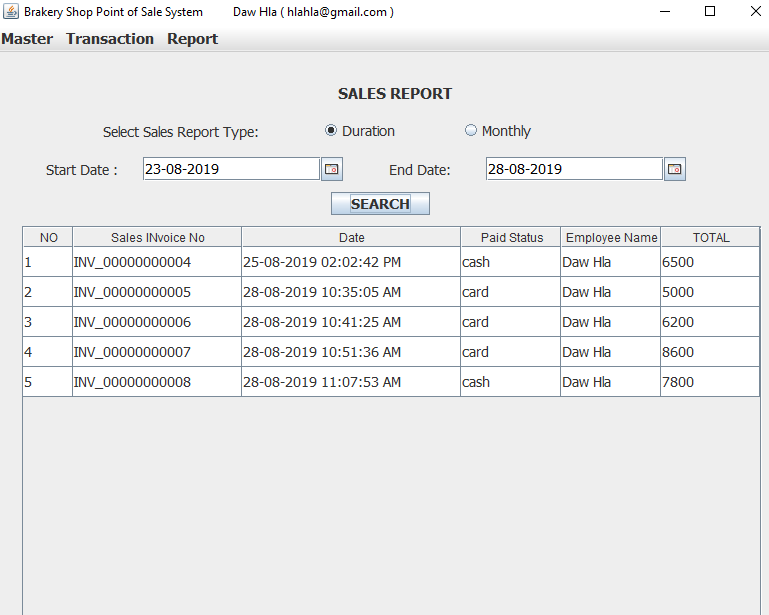 Brakery Shop Point of Sale System Daw Hla ( hlahla@gmail.com )
Master Transaction Report
SALES REPORT
Select Sales Report Type: Duration Monthly
Start Date : 23-08-2019 End Date: 28-08-2019
SEARCH
NO Sales INvoice No Date Paid Status Employee Name TOTAL
1 INV_00000000004 25-08-2019 02:02:42 PM cash Daw Hla 6500
2 INV_00000000005 28-08-2019 10:35:05 AM card Daw Hla 5000
3 INV_00000000006 28-08-2019 10:41:25 AM card Daw Hla 6200
4 INV_00000000007 28-08-2019 10:51:36 AM card Daw Hla 8600
5 INV_00000000008 28-08-2019 11:07:53 AM cash Daw Hla 7800